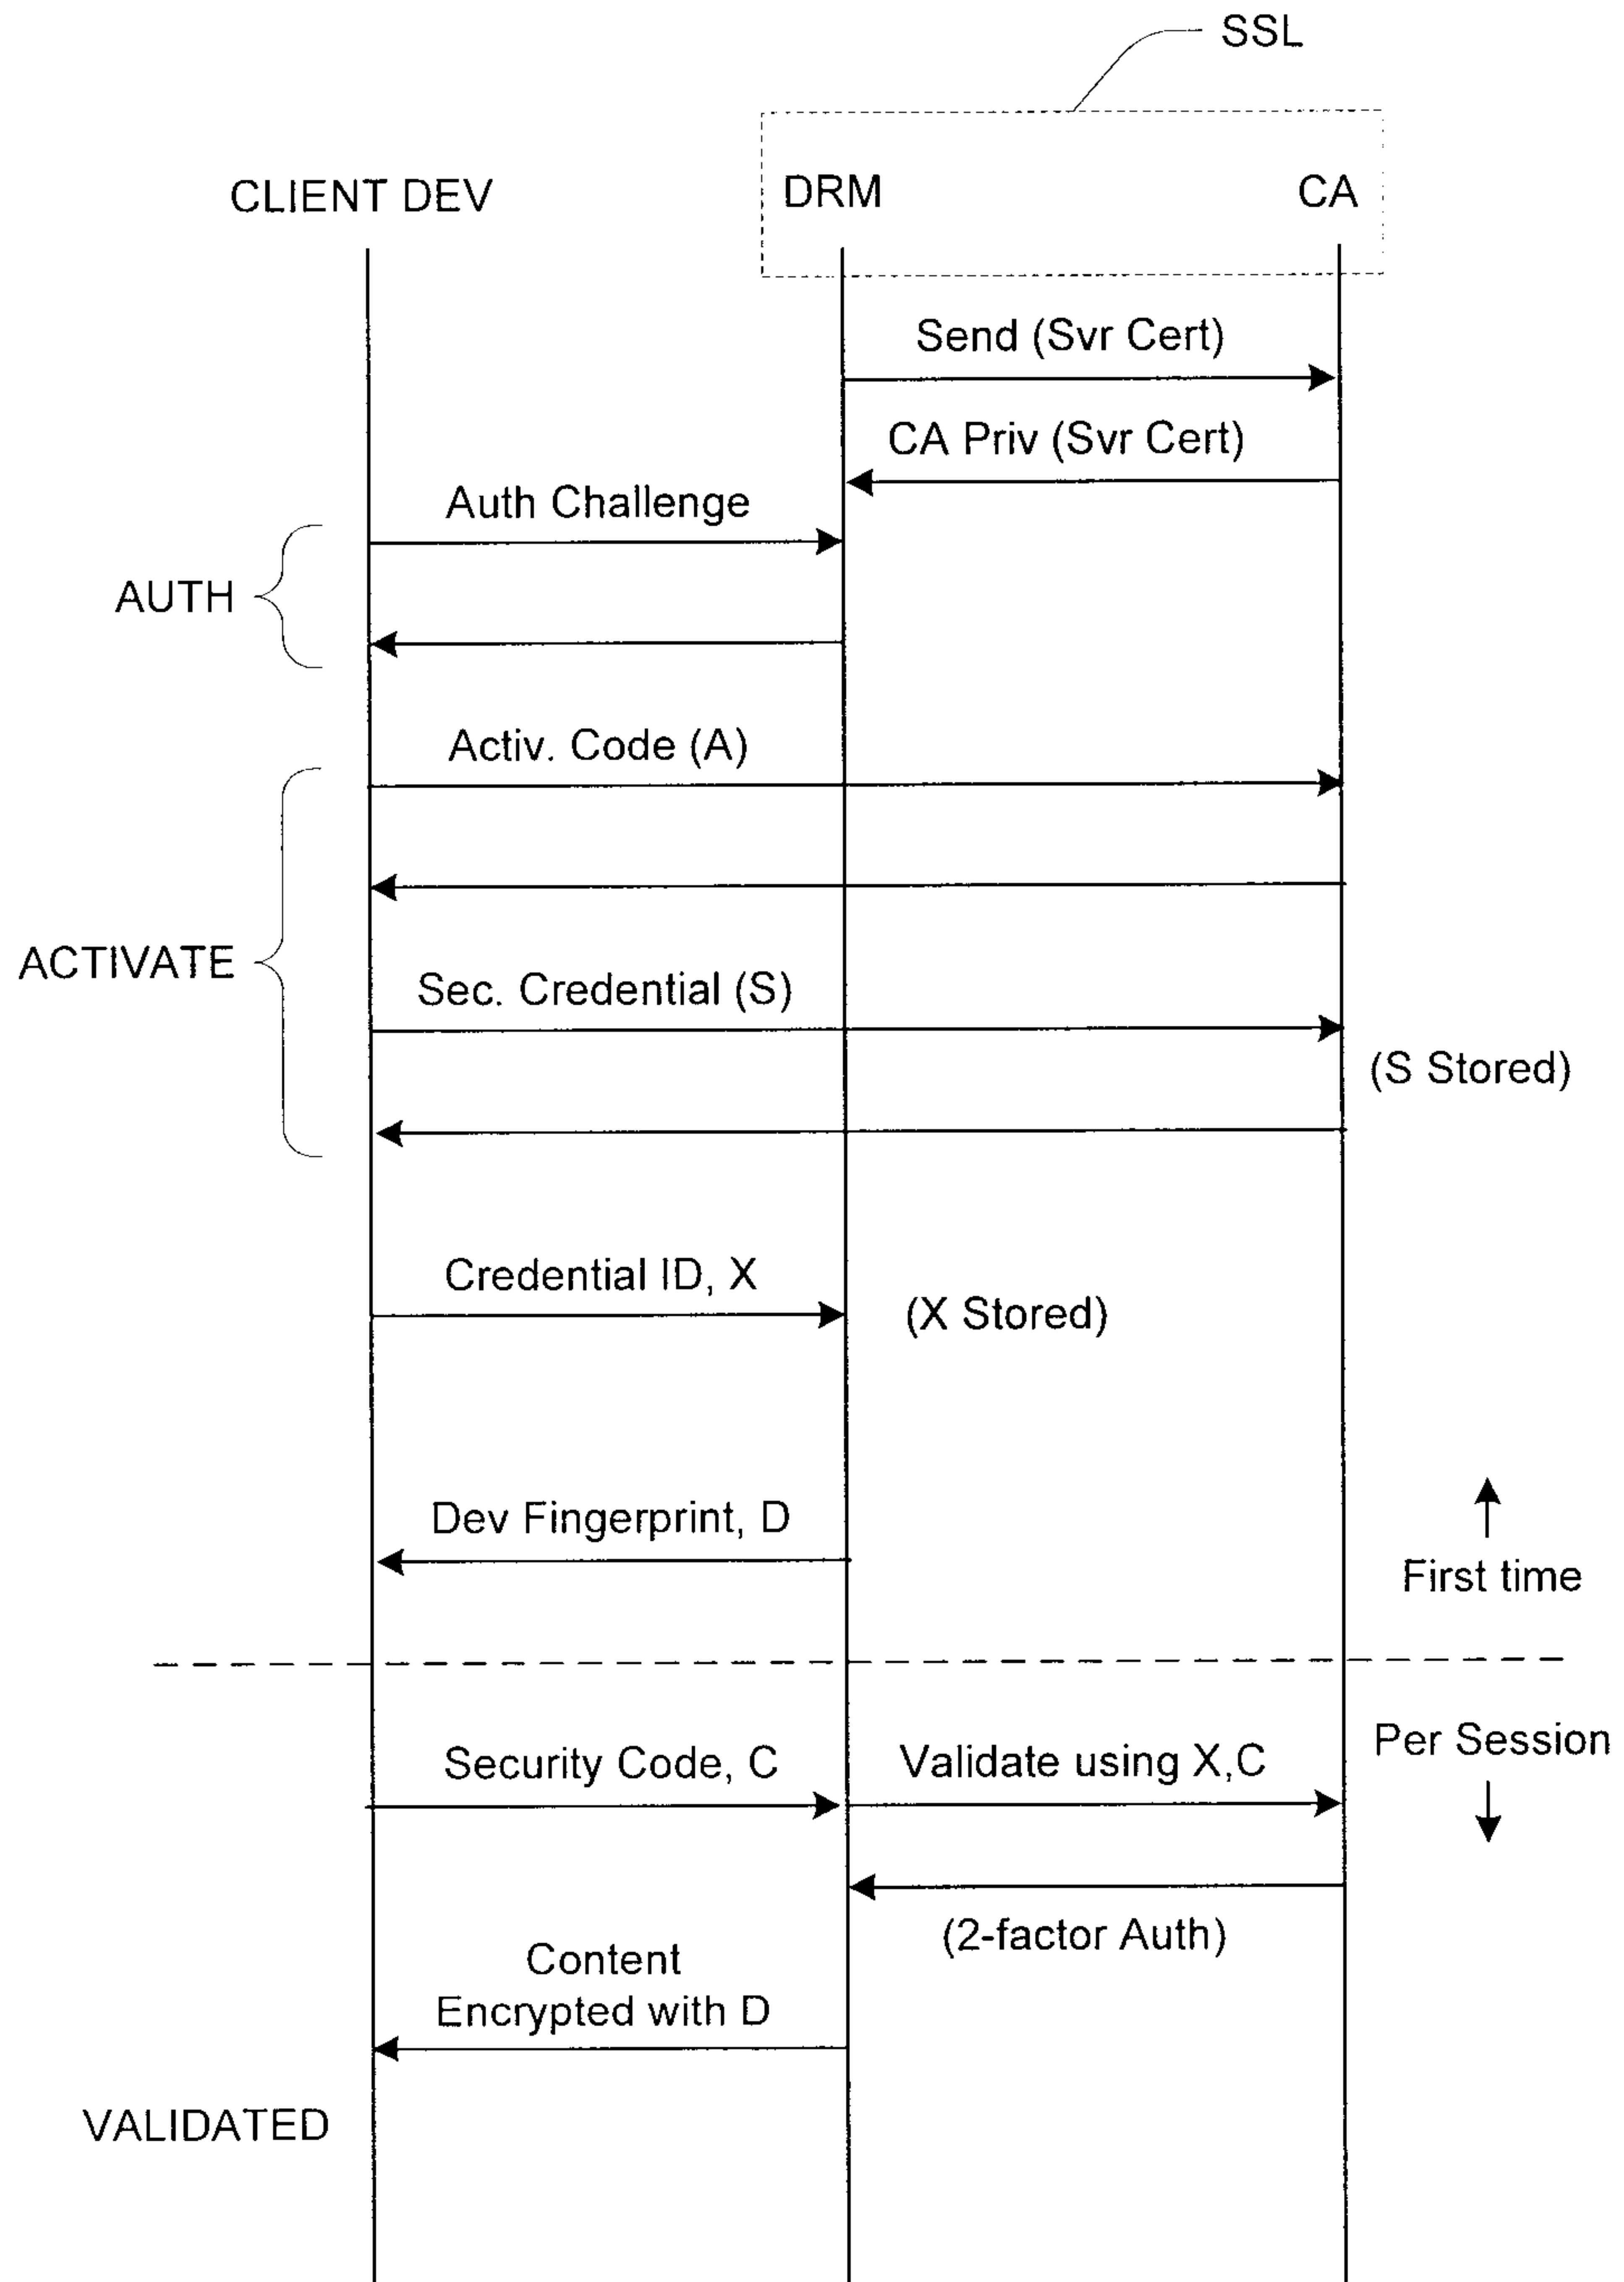 SSL
CLIENT DEV
DRM
CA
Send (Svr Cert)
CA Priv (Svr Cert)
Auth Challenge
AUTH
Activ. Code (A)
ACTIVATE
Sec. Credential (S)
(S Stored)
Credential ID, X
(X Stored)
Dev Fingerprint, D
First time
Per Session
Security Code, C
Validate using X,C
(2-factor Auth)
Content
Encrypted with D
VALIDATED